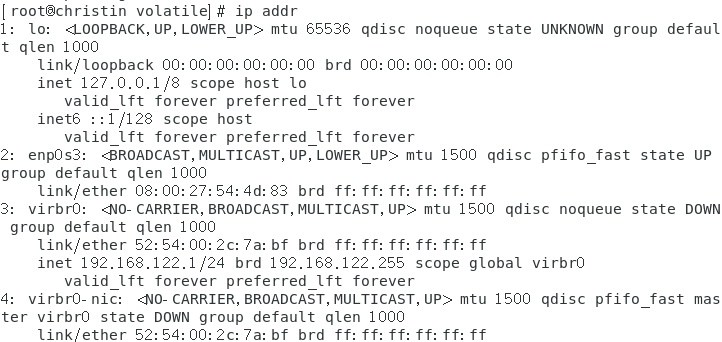 [root@christin volatile]# ip addr
1: lo: <LOOPBACK,UP,LOWER_UP> mtu 65536 qdisc noqueue state UNKNOWN group defaul
t qlen 1000
    link/loopback 00:00:00:00:00:00 brd 00:00:00:00:00:00
    inet 127.0.0.1/8 scope host lo
       valid_lft forever preferred_lft forever
    inet6 ::1/128 scope host
       valid_lft forever preferred_lft forever
2: enp0s3: <BROADCAST,MULTICAST,UP,LOWER_UP> mtu 1500 qdisc pfifo_fast state UP
group default qlen 1000
    link/ether 08:00:27:54:4d:83 brd ff:ff:ff:ff:ff:ff
3: virbr0: <NO-CARRIER,BROADCAST,MULTICAST,UP> mtu 1500 qdisc noqueue state DOWN
 group default qlen 1000
    link/ether 52:54:00:2c:7a:bf brd ff:ff:ff:ff:ff:ff
    inet 192.168.122.1/24 brd 192.168.122.255 scope global virbr0
       valid_lft forever preferred_lft forever
4: virbr0-nic: <NO-CARRIER,BROADCAST,MULTICAST,UP> mtu 1500 qdisc pfifo_fast mas
ter virbr0 state DOWN group default qlen 1000
    link/ether 52:54:00:2c:7a:bf brd ff:ff:ff:ff:ff:ff